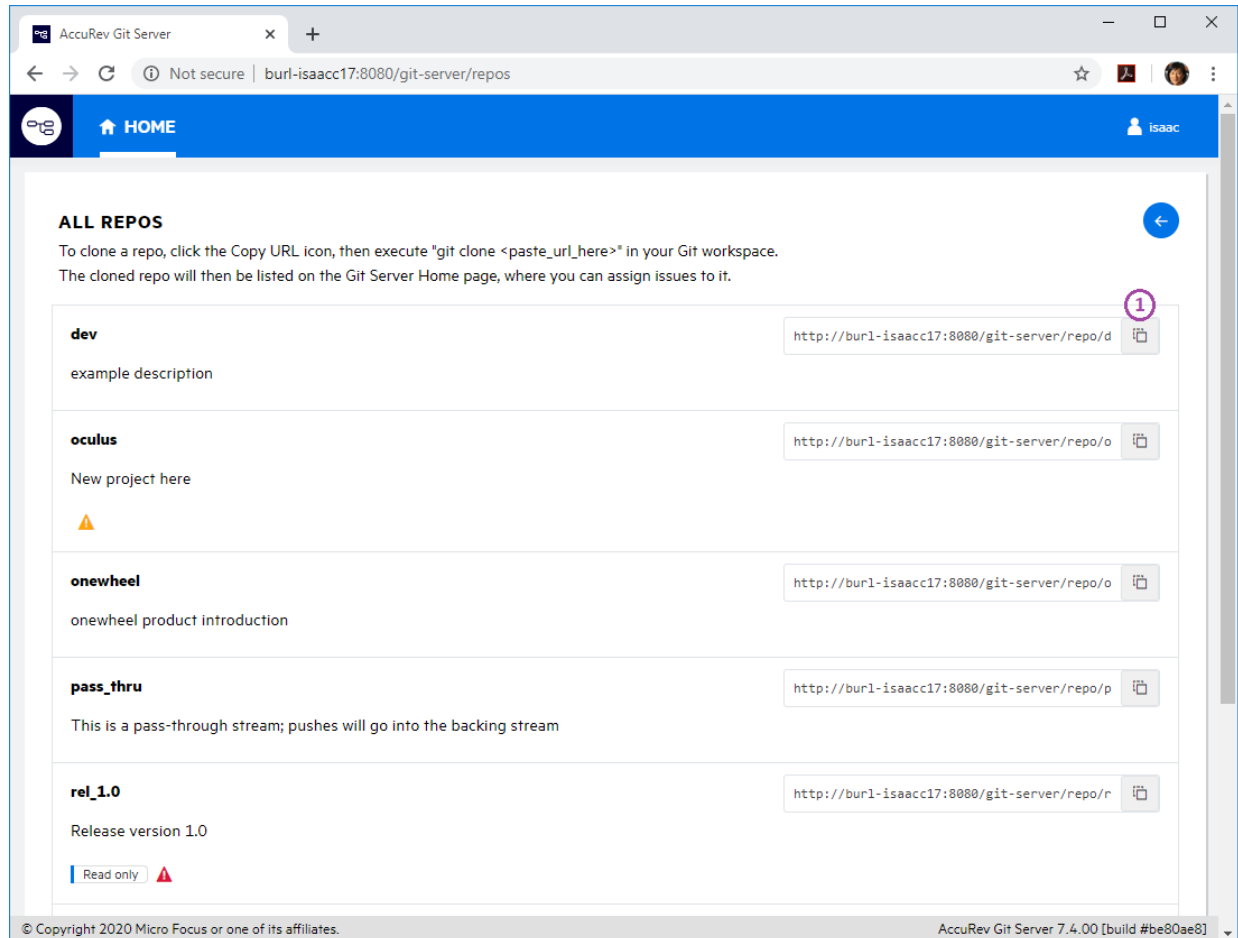 AccuRev Git Server
Not secure | burl-isaacc17:8080/git-server/repos
HOME
isaac
ALL REPOS
To clone a repo, click the Copy URL icon, then execute "git clone <paste_url_here>" in your Git workspace.
The cloned repo will then be listed on the Git Server Home page, where you can assign issues to it.
1
dev
http://burl-isaacc17:8080/git-server/repo/d
example description
oculus
http://burl-isaacc17:8080/git-server/repo/o
New project here
onewheel
http://burl-isaacc17:8080/git-server/repo/o
onewheel product introduction
pass_thru
http://burl-isaacc17:8080/git-server/repo/p
This is a pass-through stream; pushes will go into the backing stream
rel_1.0
http://burl-isaacc17:8080/git-server/repo/r
Release version 1.0
Read only
© Copyright 2020 Micro Focus or one of its affiliates.
AccuRev Git Server 7.4.00 [build #be80ae8]